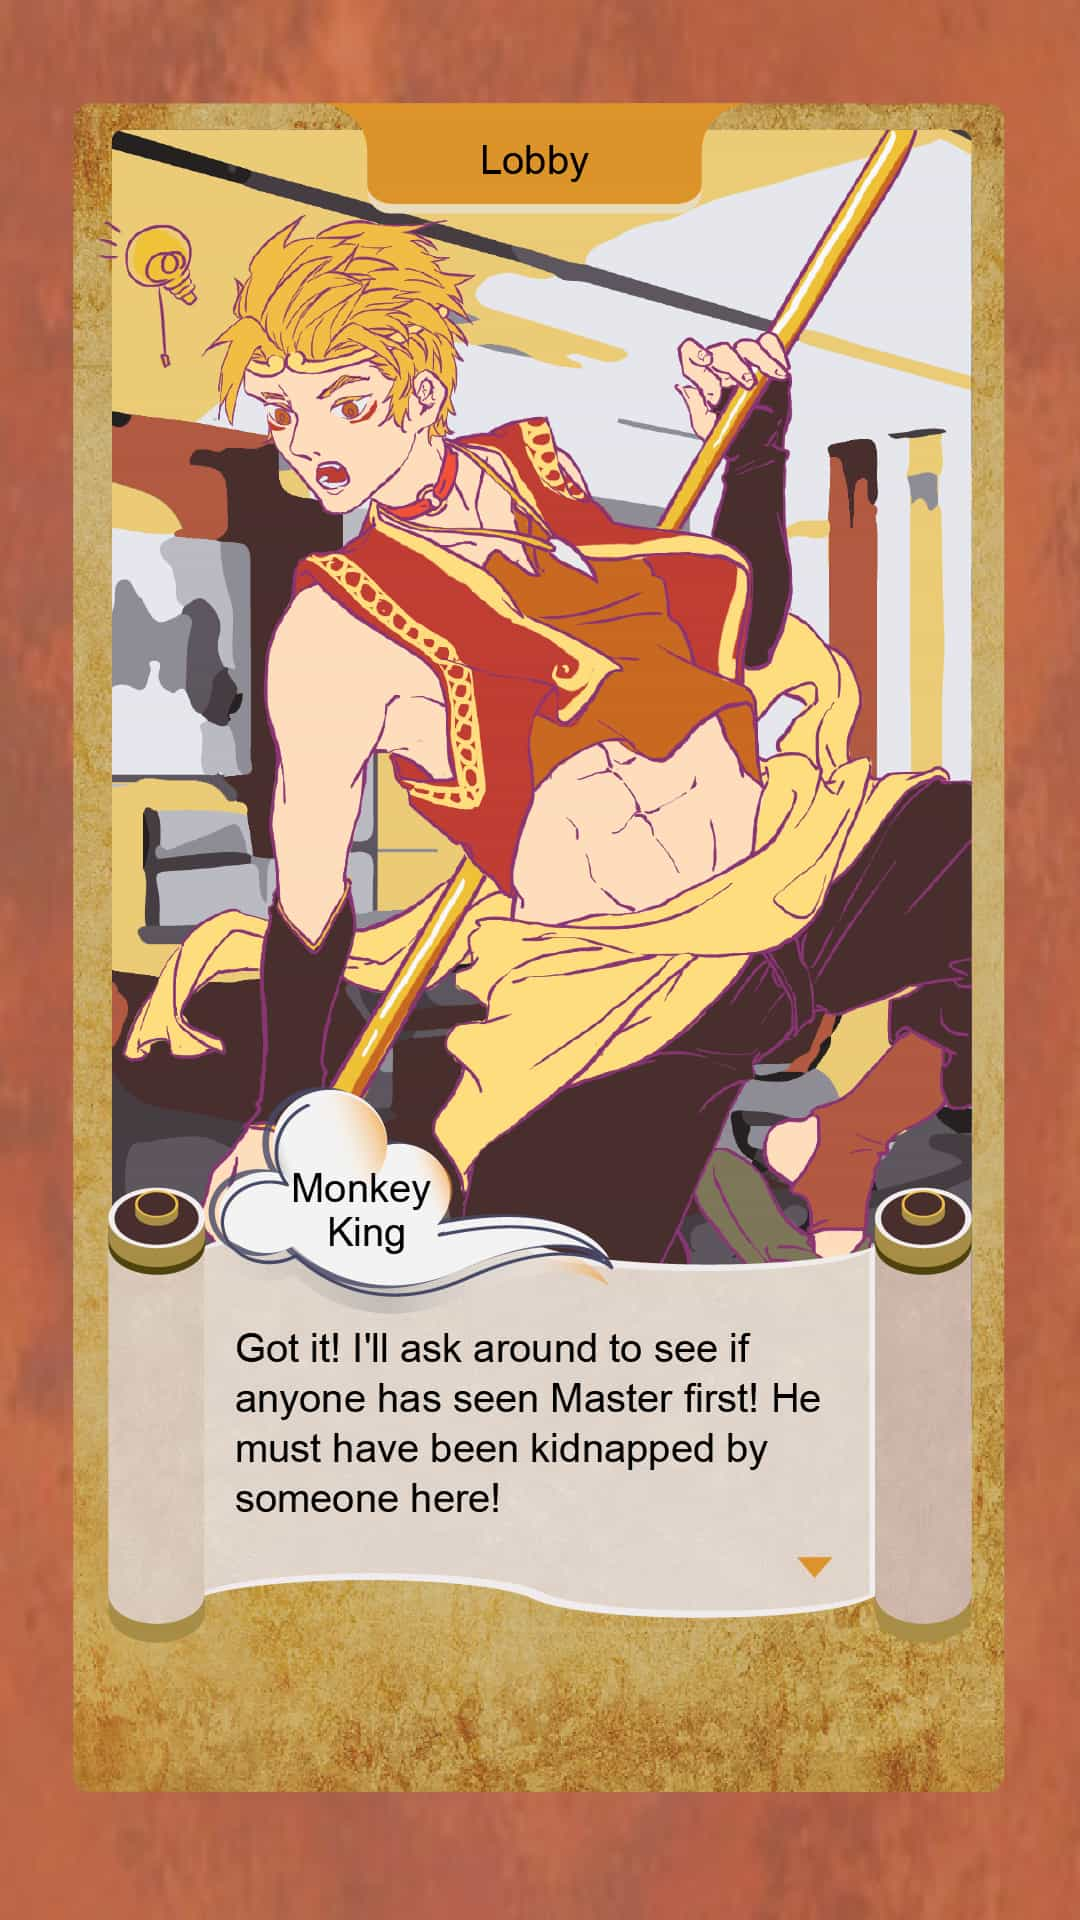 Lobby
Monkey
King
Got it! I'll ask around to see if
anyone has seen Master first! He
must have been kidnapped by
someone here!